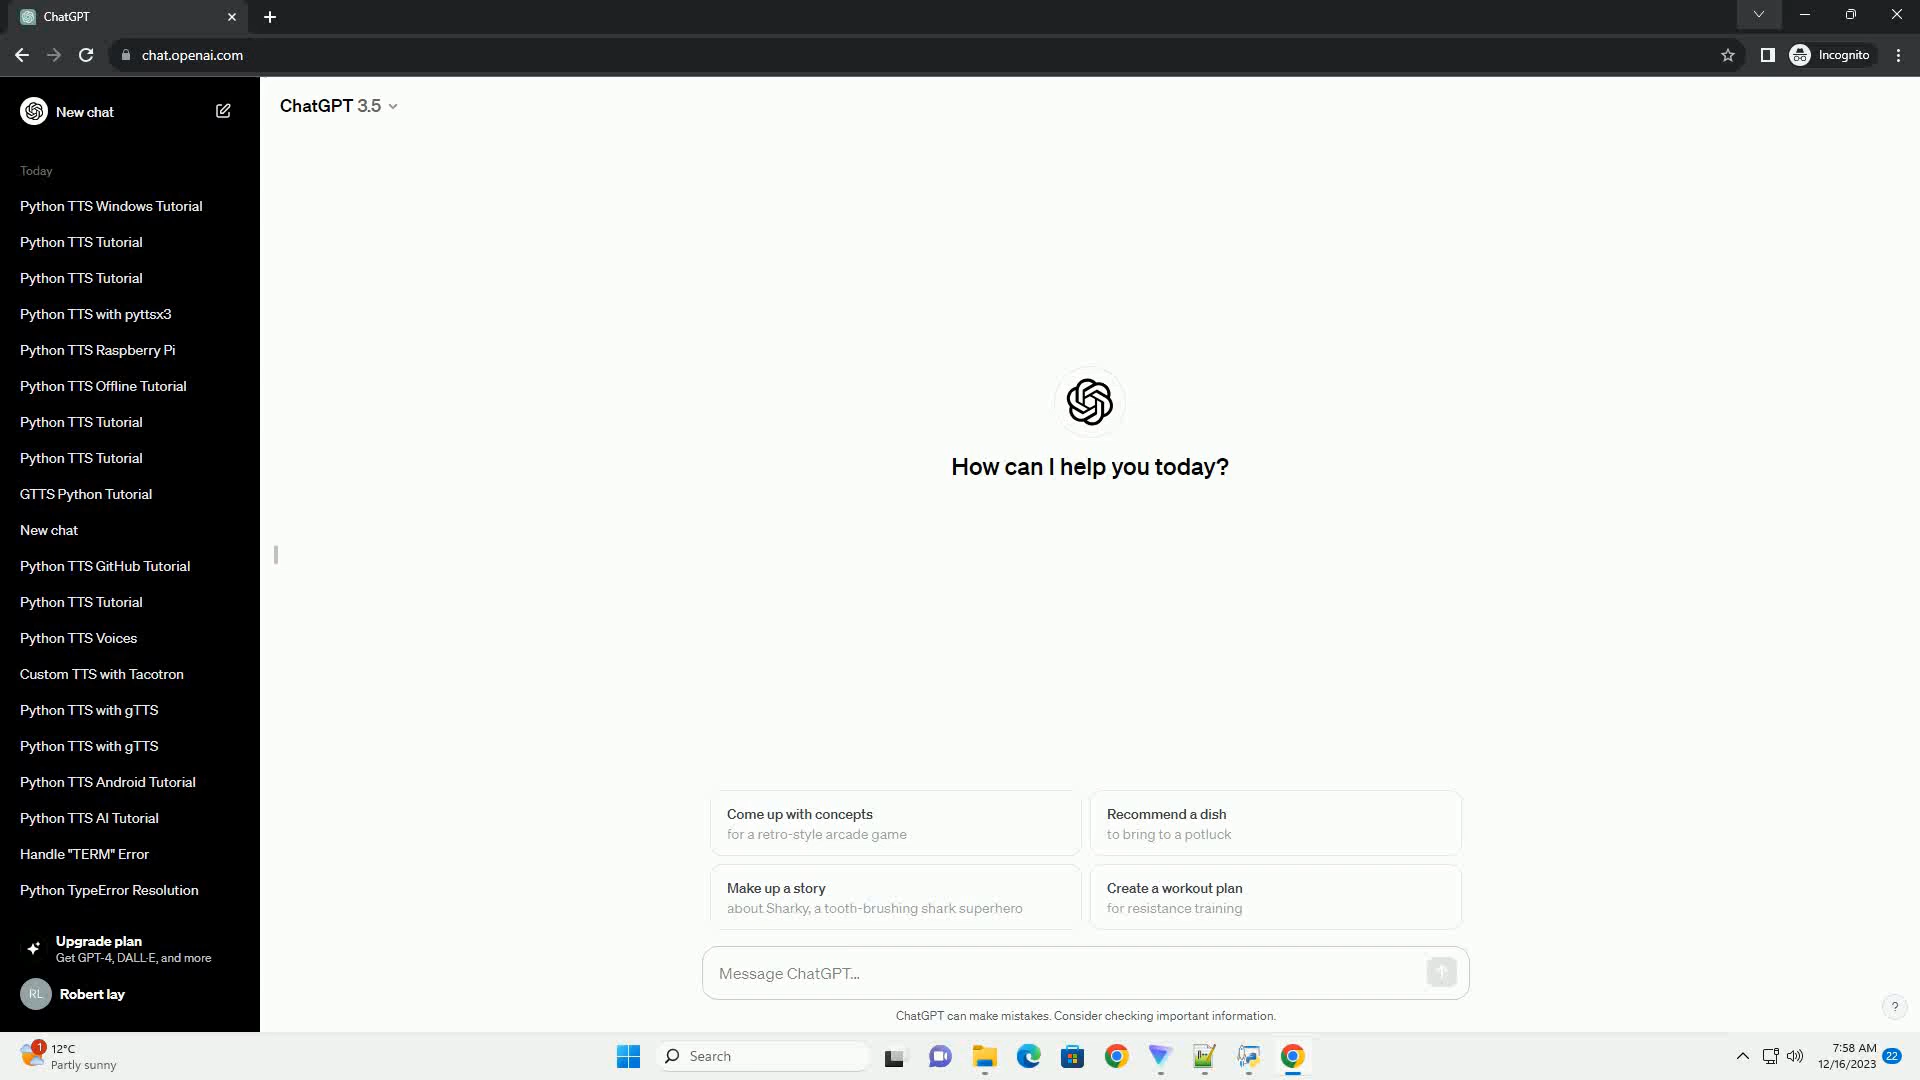 ChatGPT
chat.openai.com
Incognito
New chat
ChatGPT 3.5
Today
Python TTS Windows Tutorial
Python TTS Tutorial
Python TTS Tutorial
Python TTS with pyttsx3
Python TTS Raspberry Pi
Python TTS Offline Tutorial
Python TTS Tutorial
Python TTS Tutorial
GTTS Python Tutorial
New chat
Python TTS GitHub Tutorial
Python TTS Tutorial
Python TTS Voices
Custom TTS with Tacotron
Python TTS with gTTS
Python TTS with gTTS
Python TTS Android Tutorial
Python TTS AI Tutorial
Handle "TERM" Error
Python TypeError Resolution
Upgrade plan
Get GPT-4, DALL·E, and more
RL
Robert lay
How can I help you today?
Come up with concepts
for a retro-style arcade game
Recommend a dish
to bring to a potluck
Make up a story
about Sharky, a tooth-brushing shark superhero
Create a workout plan
for resistance training
Message ChatGPT...
ChatGPT can make mistakes. Consider checking important information.
?
1
12°C
Partly sunny
Search
7:58 AM
12/16/2023
22